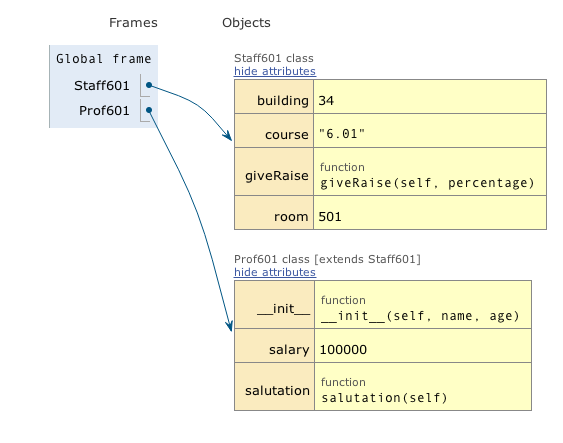 Frames Objects
Global frame
Staff601
Prof601
Staff601 class
hide attributes
building 34
course "6.01"
giveRaise function
giveRaise(self, percentage)
room 501
Prof601 class [extends Staff601]
hide attributes
__init__ function
__init__(self, name, age)
salary 100000
salutation function
salutation(self)